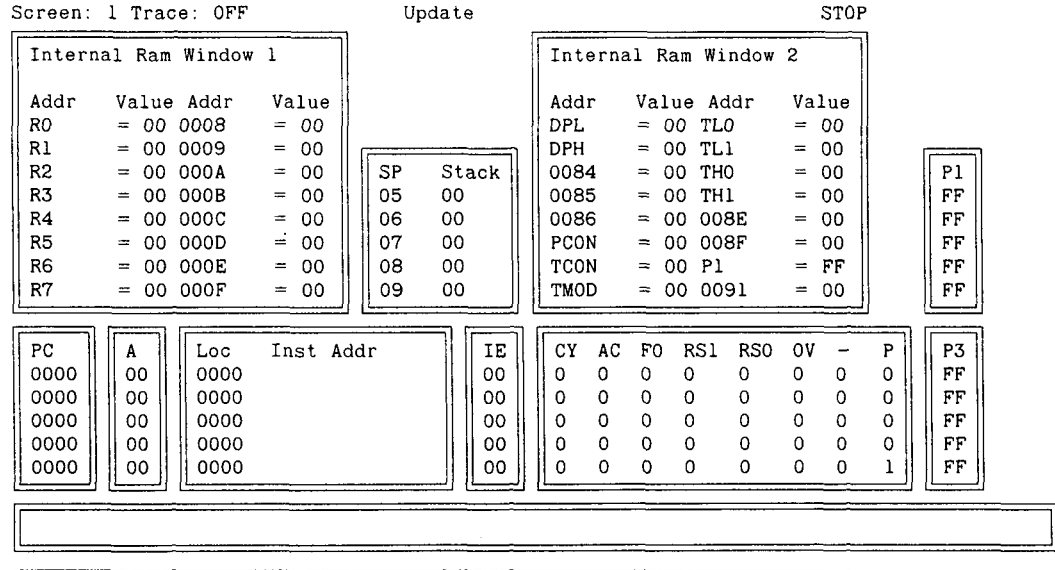 Screen: 1 Trace: OFF Update STOP
Internal Ram Window 1
Addr Value Addr Value
R0 = 00 0008 = 00
R1 = 00 0009 = 00
R2 = 00 000A = 00
R3 = 00 000B = 00
R4 = 00 000C = 00
R5 = 00 000D = 00
R6 = 00 000E = 00
R7 = 00 000F = 00
SP Stack
05 00
06 00
07 00
08 00
09 00
Internal Ram Window 2
Addr Value Addr Value
DPL = 00 TL0 = 00
DPH = 00 TL1 = 00
0084 = 00 TH0 = 00
0085 = 00 TH1 = 00
0086 = 00 008E = 00
PCON = 00 008F = 00
TCON = 00 P1 = FF
TMOD = 00 0091 = 00
P1
FF
FF
FF
FF
FF
PC
0000
0000
0000
0000
0000
A
00
00
00
00
00
Loc Inst Addr
0000
0000
0000
0000
0000
IE
00
00
00
00
00
CY AC F0 RS1 RS0 OV - P
0 0 0 0 0 0 0 0
0 0 0 0 0 0 0 0
0 0 0 0 0 0 0 0
0 0 0 0 0 0 0 0
0 0 0 0 0 0 0 1
P3
FF
FF
FF
FF
FF